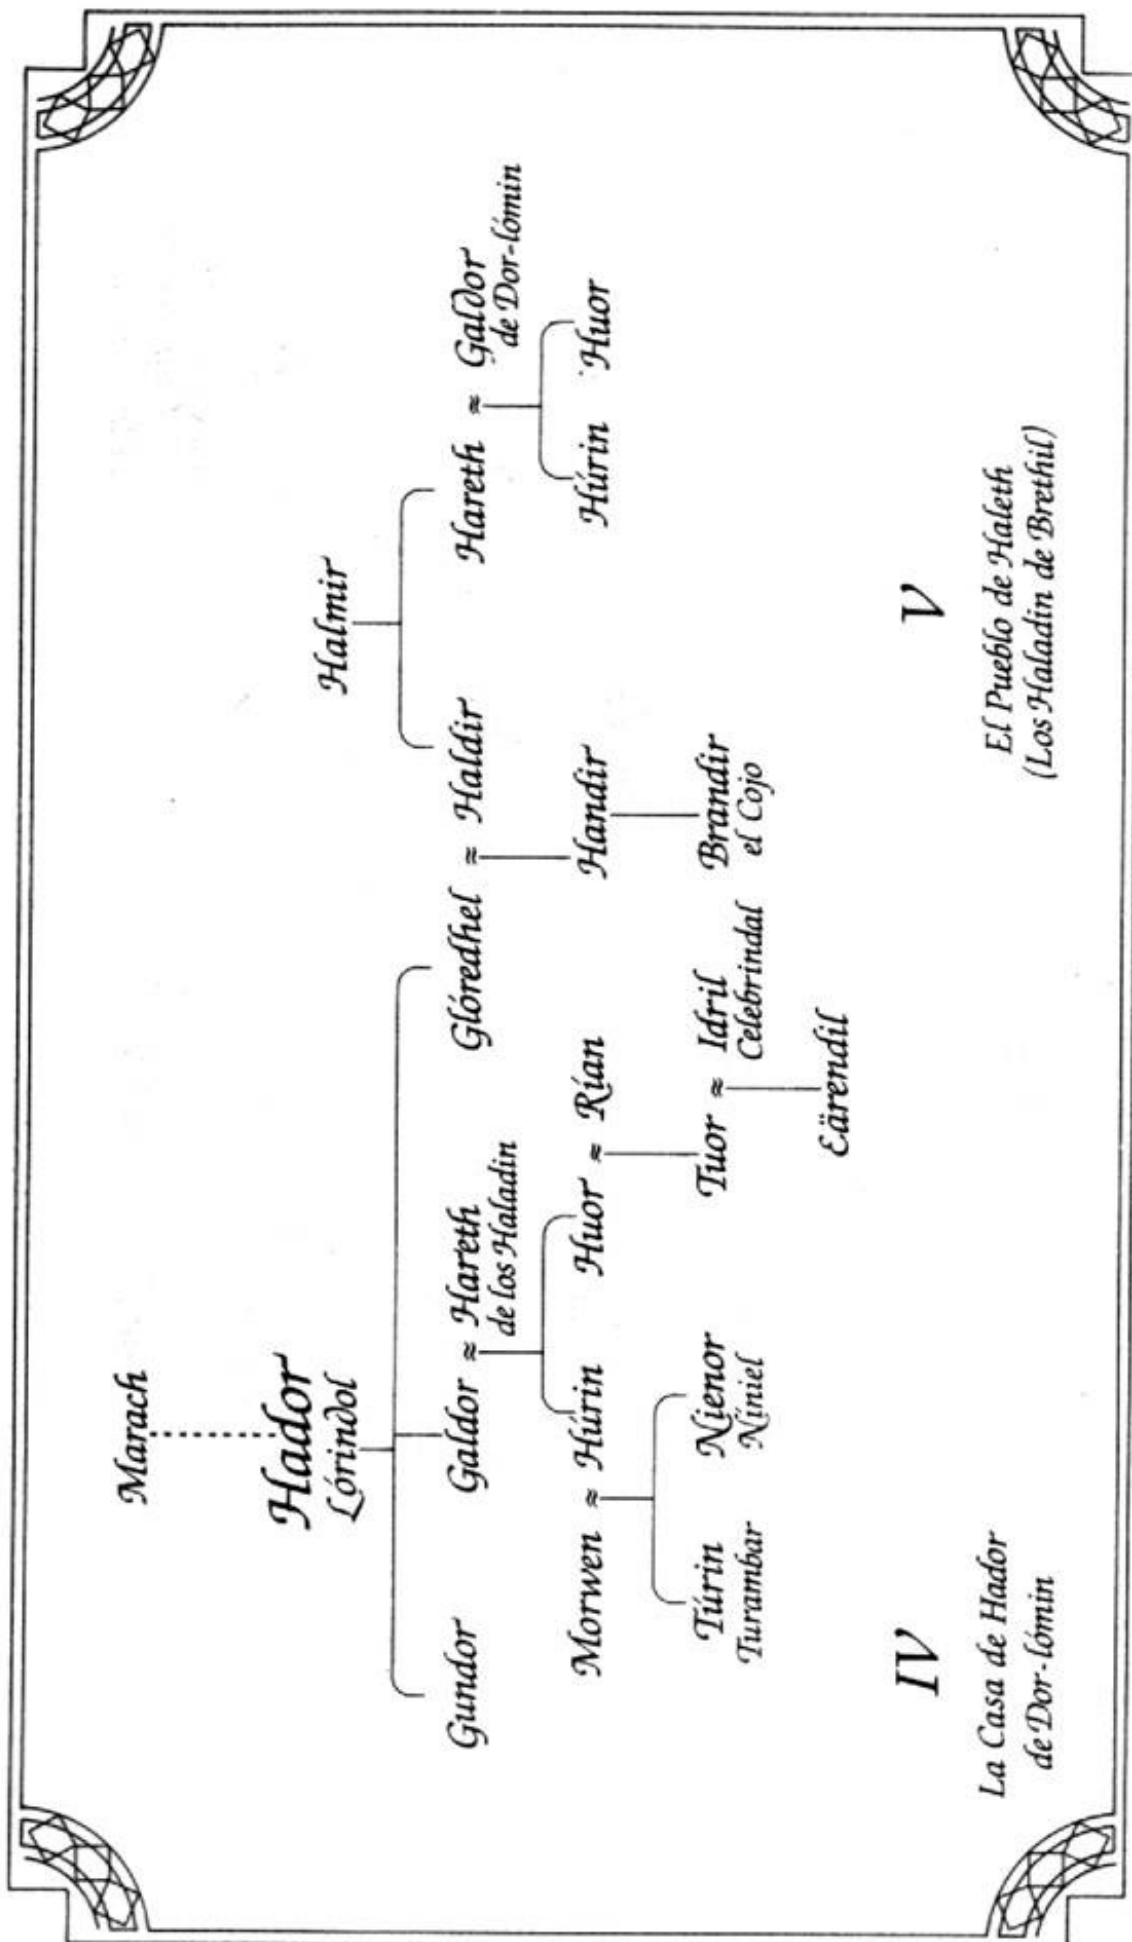 Marach
Hador
Lórindol
Gundor
Galdor ≈ Hareth
de los Haladin
Glóredhel ≈ Haldir
Morwen ≈ Húrin
Huor ≈ Rían
Handir
Túrin
Turambar
Nienor
Níniel
Tuor ≈ Idril
Celebrindal
Brandir
el Cojo
Eärendil
Halmir
Hareth ≈ Galdor
de Dor-lómin
Húrin
Huor
IV
La Casa de Hador
de Dor-lómin
V
El Pueblo de Haleth
(Los Haladin de Brethil)